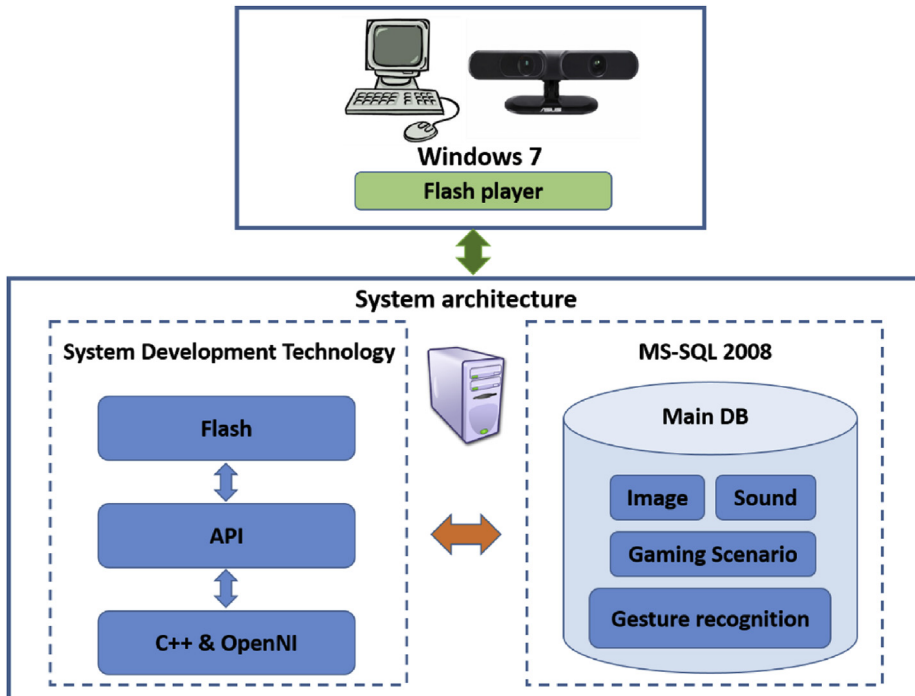 ASUS
Windows 7
Flash player
System architecture
System Development Technology
Flash
API
C++ & OpenNI
MS-SQL 2008
Main DB
Image
Sound
Gaming Scenario
Gesture recognition